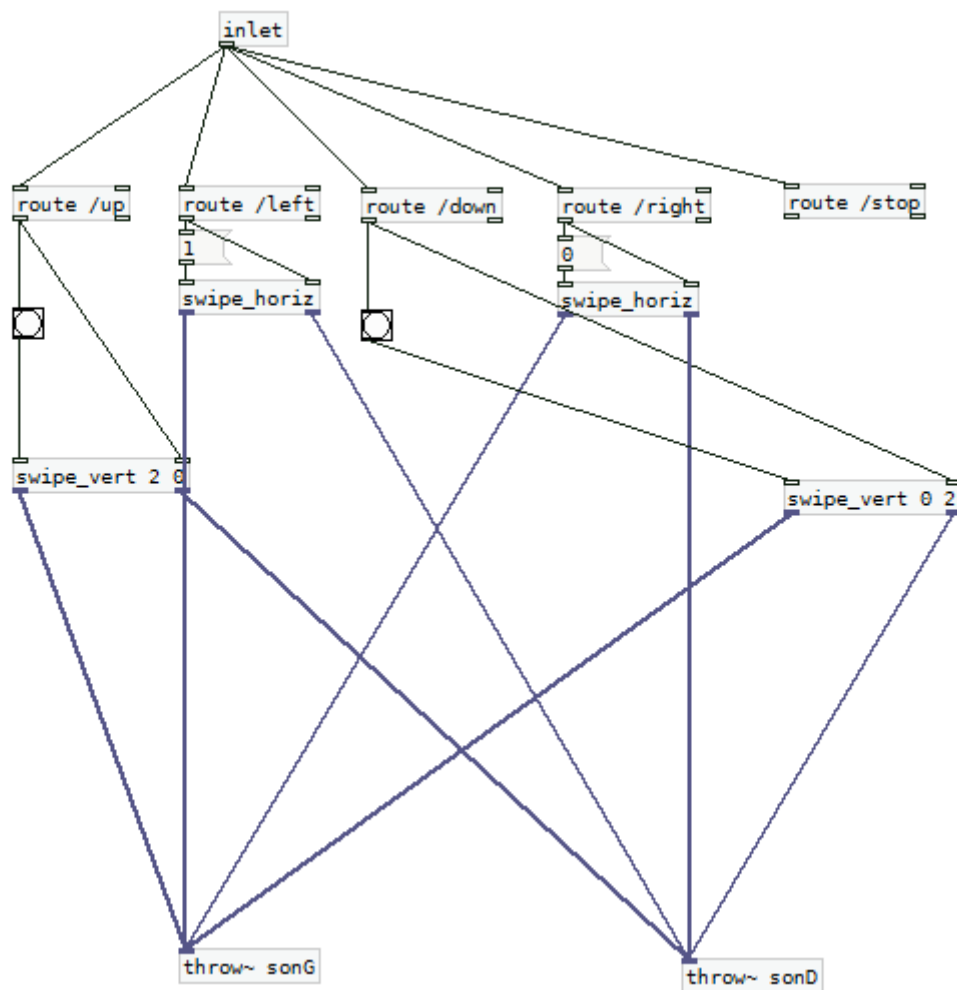 inlet
route /up
route /left
route /down
route /right
route /stop
1
0
swipe_horiz
swipe_horiz
swipe_vert 2 0
swipe_vert 0 2
throw~ sonG
throw~ sonD